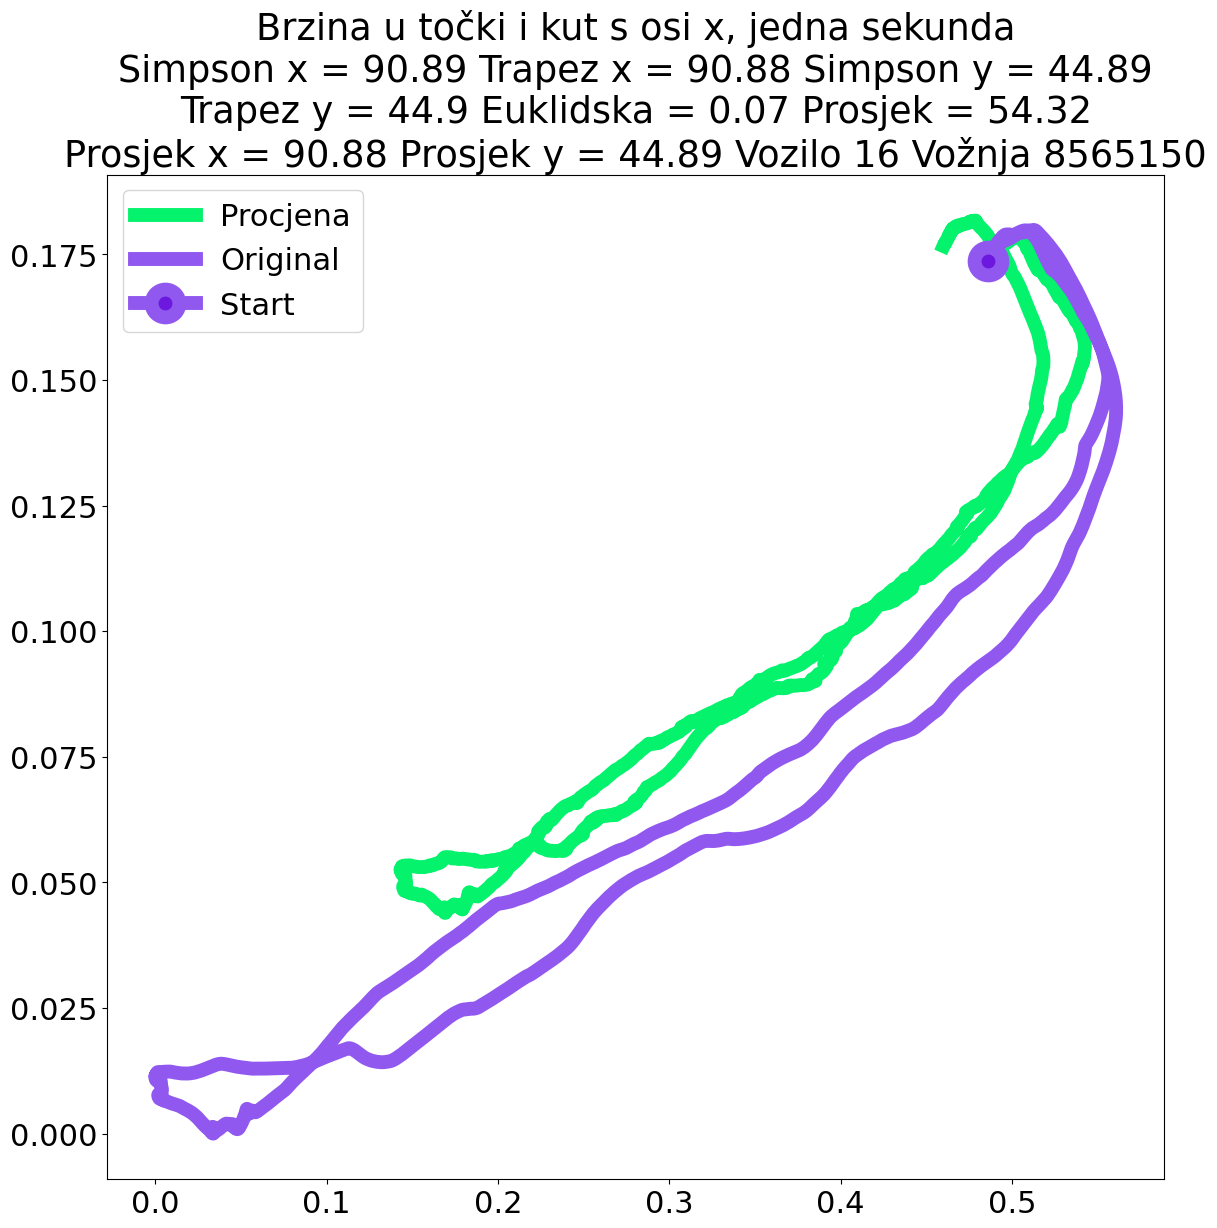 Brzina u točki i kut s osi x, jedna sekunda
Simpson x = 90.89 Trapez x = 90.88 Simpson y = 44.89
Trapez y = 44.9 Euklidska = 0.07 Prosjek = 54.32
Prosjek x = 90.88 Prosjek y = 44.89 Vozilo 16 Vožnja 8565150
Procjena
Original
Start
0.175
0.150
0.125
0.100
0.075
0.050
0.025
0.000
0.0 0.1 0.2 0.3 0.4 0.5